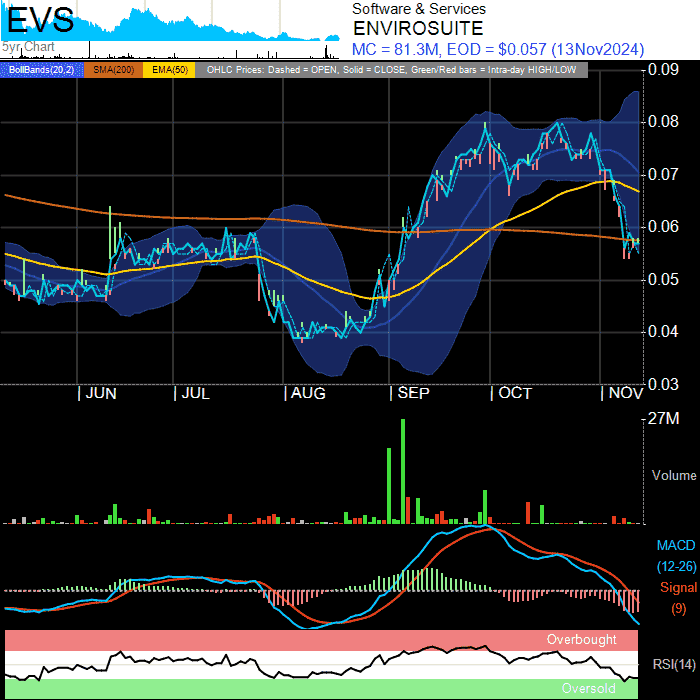 EVS
5yr Chart
Software & Services
ENVIROSUITE
MC = 81.3M, EOD = $0.057 (13Nov2024)
BollBands(20,2) SMA(200) EMA(50) OHLC Prices: Dashed = OPEN, Solid = CLOSE, Green/Red bars = Intra-day HIGH/LOW
0.09
0.08
0.07
0.06
0.05
0.04
0.03
| JUN | JUL | AUG | SEP | OCT | NOV
27M
Volume
MACD
(12-26)
Signal
(9)
Overbought
RSI(14)
Oversold